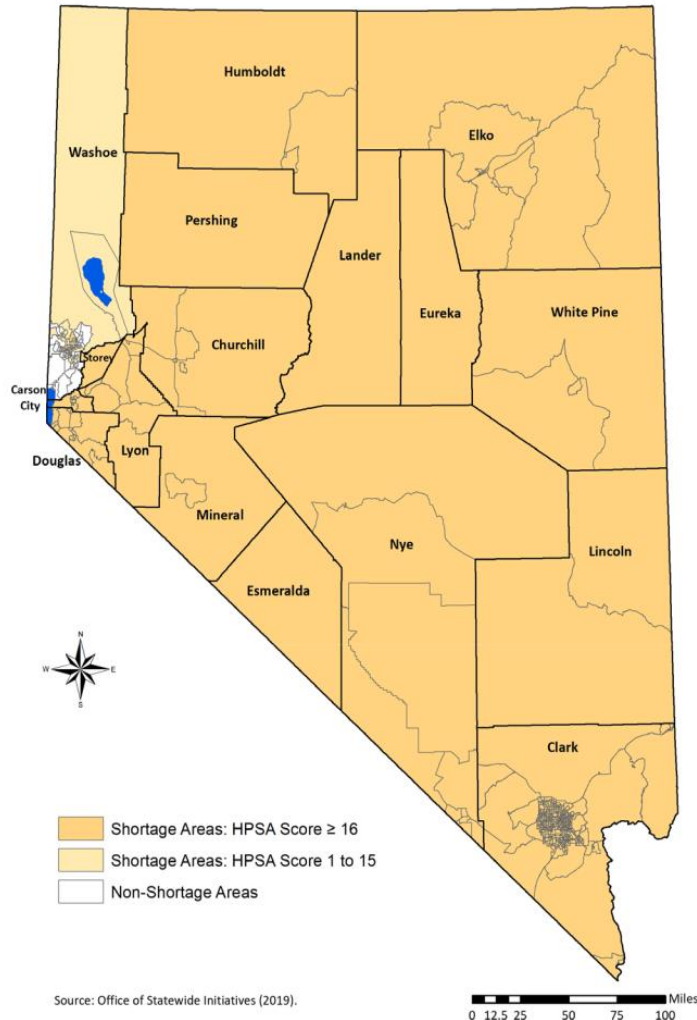 Humboldt
Elko
Washoe
Pershing
Lander
Eureka
White Pine
Churchill
Storey
Carson
City
Lyon
Douglas
Mineral
Nye
Lincoln
Esmeralda
N
W E
S
Clark
Shortage Areas: HPSA Score ≥ 16
Shortage Areas: HPSA Score 1 to 15
Non-Shortage Areas
Source: Office of Statewide Initiatives (2019).
Miles
0 12.5 25 50 75 100